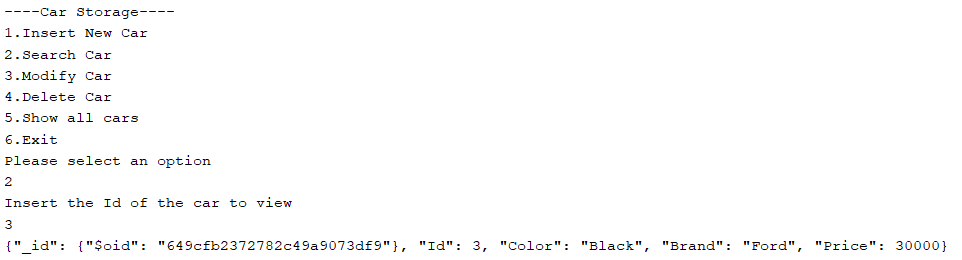 ----Car Storage----
1.Insert New Car
2.Search Car
3.Modify Car
4.Delete Car
5.Show all cars
6.Exit
Please select an option
2
Insert the Id of the car to view
3
{"_id": {"$oid": "649cfb2372782c49a9073df9"}, "Id": 3, "Color": "Black", "Brand": "Ford", "Price": 30000}